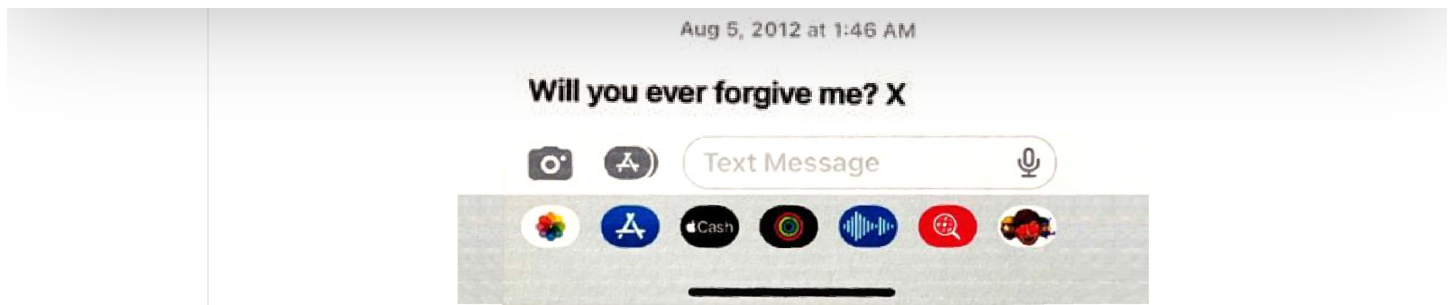 Aug 5, 2012 at 1:46 AM
Will you ever forgive me? X
Text Message
Cash